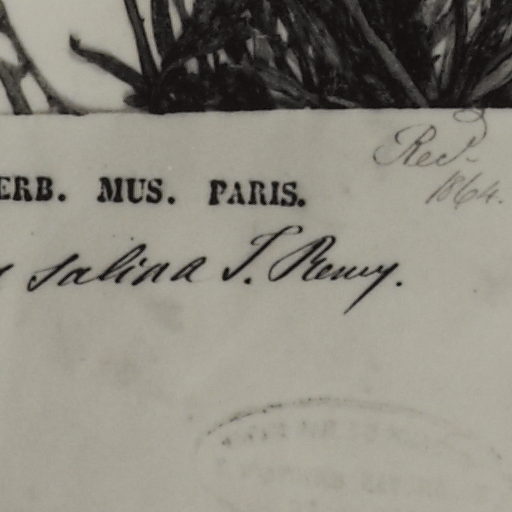 Rec'd
1864.
ERB. MUS. PARIS.
salina J. Remy.